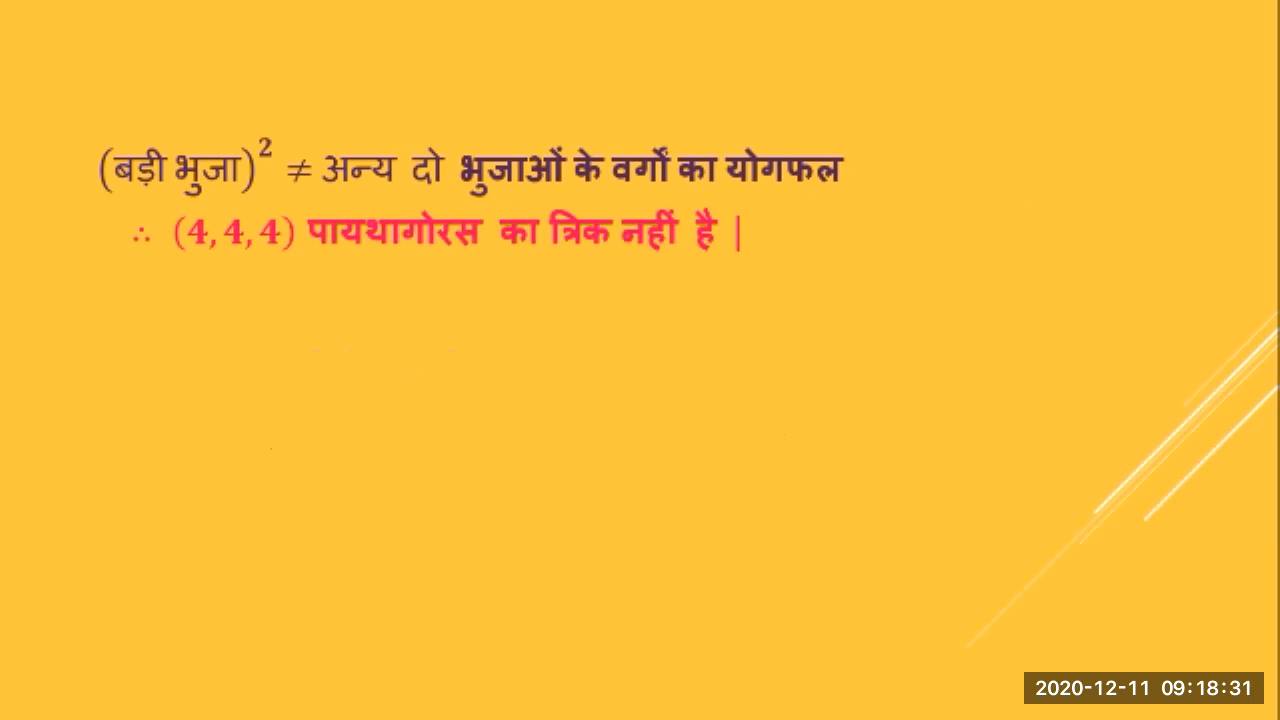 (बड़ी भुजा)² ≠ अन्य दो भुजाओं के वर्गों का योगफल
∴ (4, 4, 4) पायथागोरस का त्रिक नहीं है |
2020-12-11 09:18:31